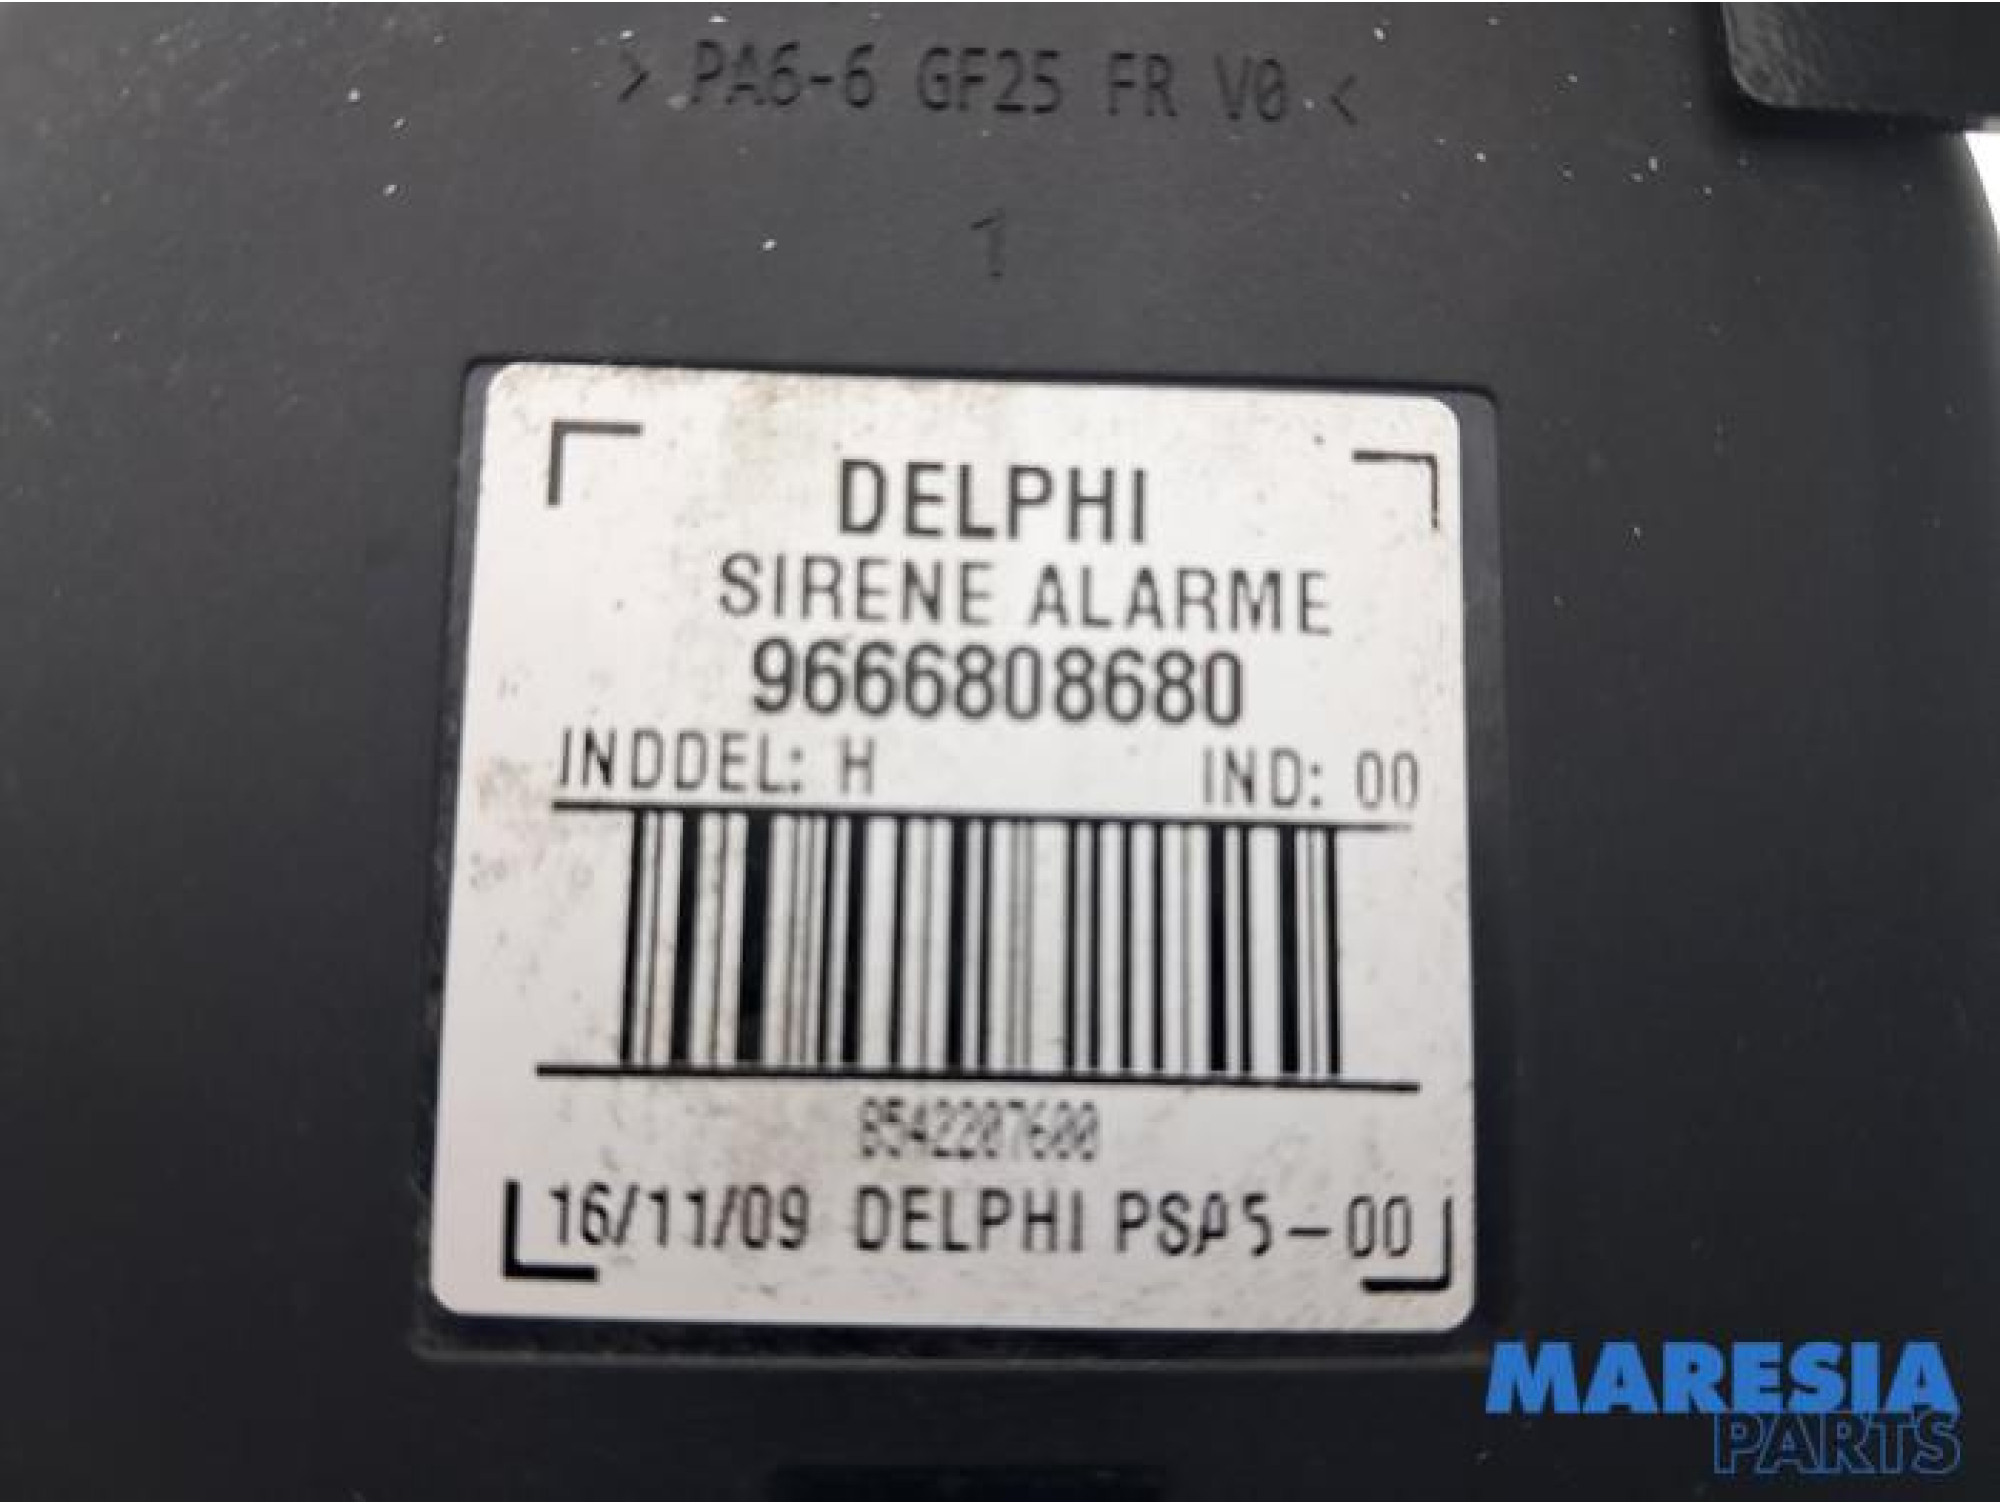 > PA6-6 GF25 FR V0 <
1
DELPHI
SIRENE ALARME
9666808680
INDDEL: H IND: 00
8542207600
16/11/09 DELPHI PSA5-00
MARESIA
PARTS